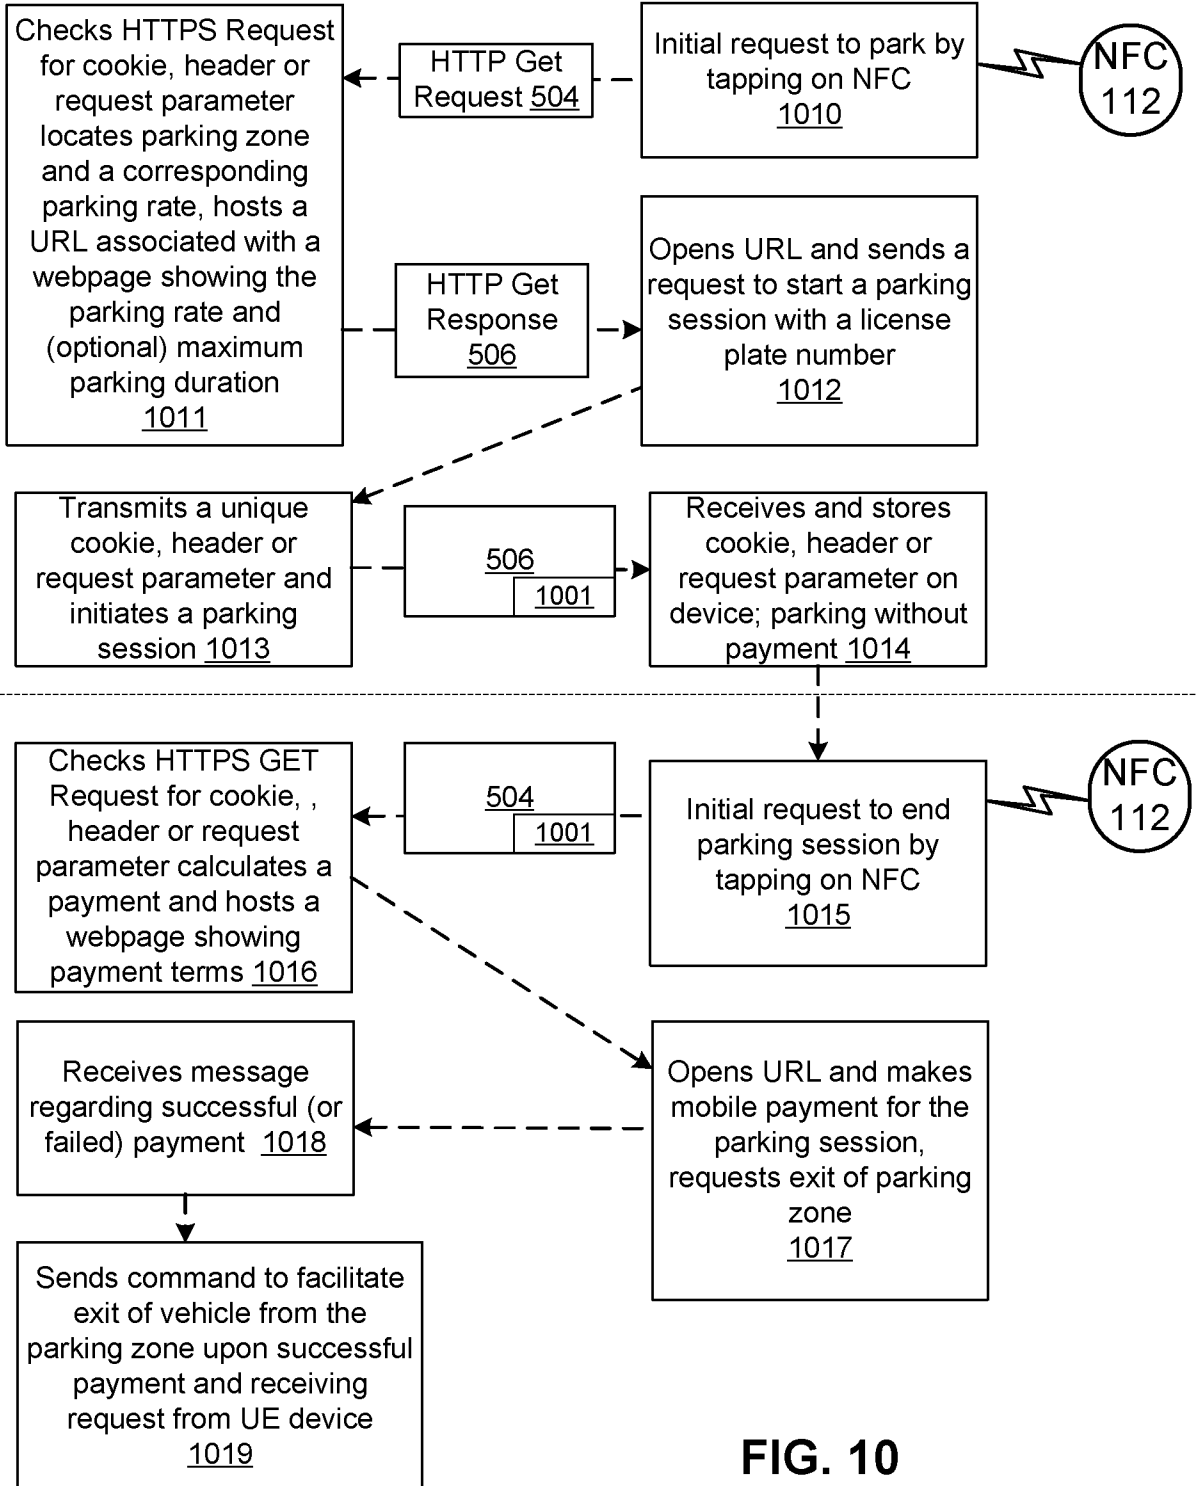 Checks HTTPS Request
for cookie, header or
request parameter
locates parking zone
and a corresponding
parking rate, hosts a
URL associated with a
webpage showing the
parking rate and
(optional) maximum
parking duration
1011
HTTP Get
Request 504
Initial request to park by
tapping on NFC
1010
NFC
112
HTTP Get
Response
506
Opens URL and sends a
request to start a parking
session with a license
plate number
1012
Transmits a unique
cookie, header or
request parameter and
initiates a parking
session 1013
506
1001
Receives and stores
cookie, header or
request parameter on
device; parking without
payment 1014
Checks HTTPS GET
Request for cookie, ,
header or request
parameter calculates a
payment and hosts a
webpage showing
payment terms 1016
504
1001
Initial request to end
parking session by
tapping on NFC
1015
NFC
112
Receives message
regarding successful (or
failed) payment 1018
Opens URL and makes
mobile payment for the
parking session,
requests exit of parking
zone
1017
Sends command to facilitate
exit of vehicle from the
parking zone upon successful
payment and receiving
request from UE device
1019
FIG. 10